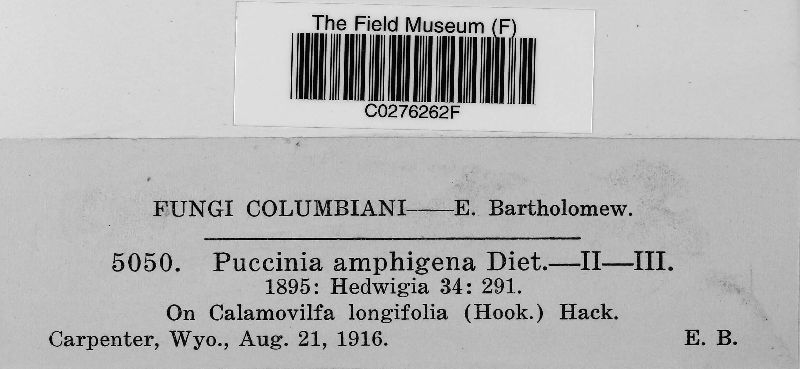 The Field Museum (F)
C0276262F
FUNGI COLUMBIANI——E. Bartholomew.
5050. Puccinia amphigena Diet.—II—III.
1895: Hedwigia 34: 291.
On Calamovilfa longifolia (Hook.) Hack.
Carpenter, Wyo., Aug. 21, 1916. E. B.